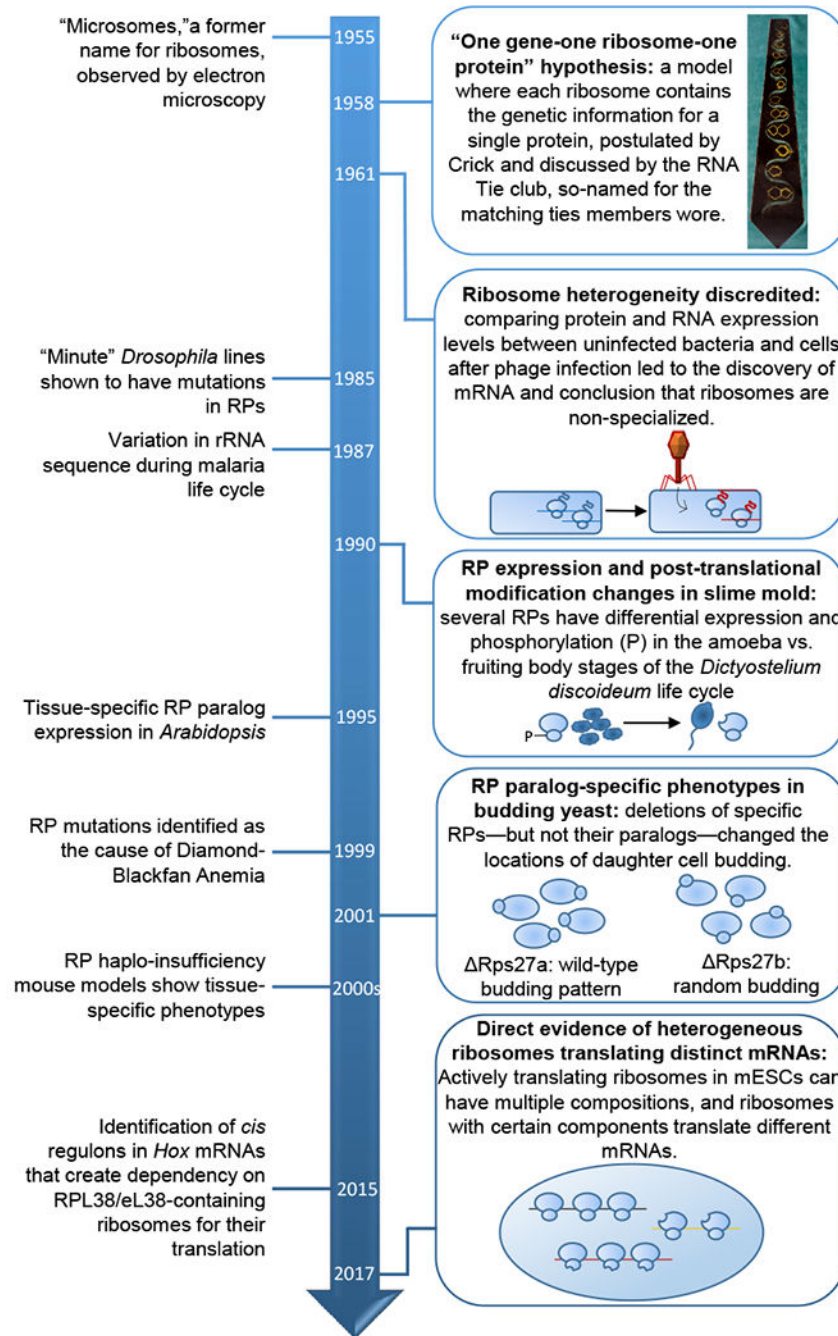 “Microsomes,”a former
name for ribosomes,
observed by electron
microscopy
1955
1958
“One gene-one ribosome-one
protein” hypothesis: a model
where each ribosome contains
the genetic information for a
single protein, postulated by
Crick and discussed by the RNA
Tie club, so-named for the
matching ties members wore.
1961
Ribosome heterogeneity discredited:
comparing protein and RNA expression
levels between uninfected bacteria and cells
after phage infection led to the discovery of
mRNA and conclusion that ribosomes are
non-specialized.
“Minute” Drosophila lines
shown to have mutations
in RPs
1985
Variation in rRNA
sequence during malaria
life cycle
1987
1990
RP expression and post-translational
modification changes in slime mold:
several RPs have differential expression and
phosphorylation (P) in the amoeba vs.
fruiting body stages of the Dictyostelium
discoideum life cycle
P
Tissue-specific RP paralog
expression in Arabidopsis
1995
RP mutations identified as
the cause of Diamond-
Blackfan Anemia
1999
2001
RP paralog-specific phenotypes in
budding yeast: deletions of specific
RPs—but not their paralogs—changed the
locations of daughter cell budding.
ΔRps27a: wild-type
budding pattern
ΔRps27b:
random budding
RP haplo-insufficiency
mouse models show tissue-
specific phenotypes
2000s
Identification of cis
regulons in Hox mRNAs
that create dependency on
RPL38/eL38-containing
ribosomes for their
translation
2015
2017
Direct evidence of heterogeneous
ribosomes translating distinct mRNAs:
Actively translating ribosomes in mESCs can
have multiple compositions, and ribosomes
with certain components translate different
mRNAs.